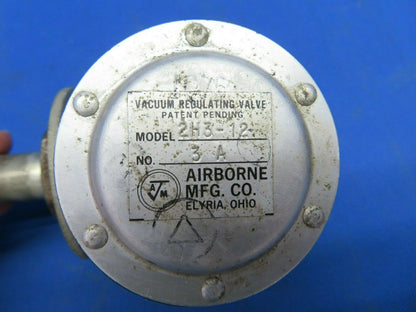 VACUUM REGULATING VALVE
PATENT PENDING
MODEL 2H3-12
NO. 3 A
A M
AIRBORNE
MFG. CO.
ELYRIA, OHIO